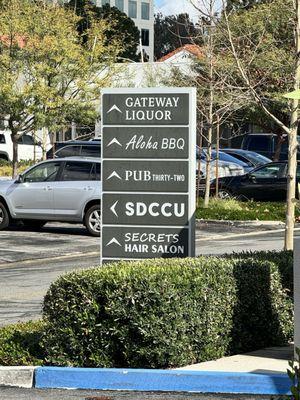 GATEWAY
LIQUOR
Aloha BBQ
PUB THIRTY-TWO
SDCCU
SECRETS
HAIR SALON